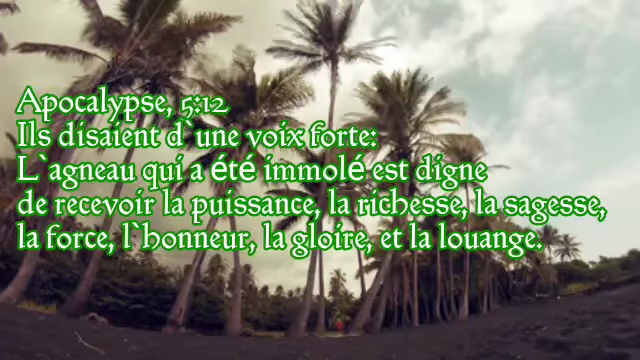 Apocalypse, 5:12
Ils disaient d`une voix forte:
L`agneau qui a été immolé est digne
de recevoir la puissance, la richesse, la sagesse,
la force, l`honneur, la gloire, et la louange.